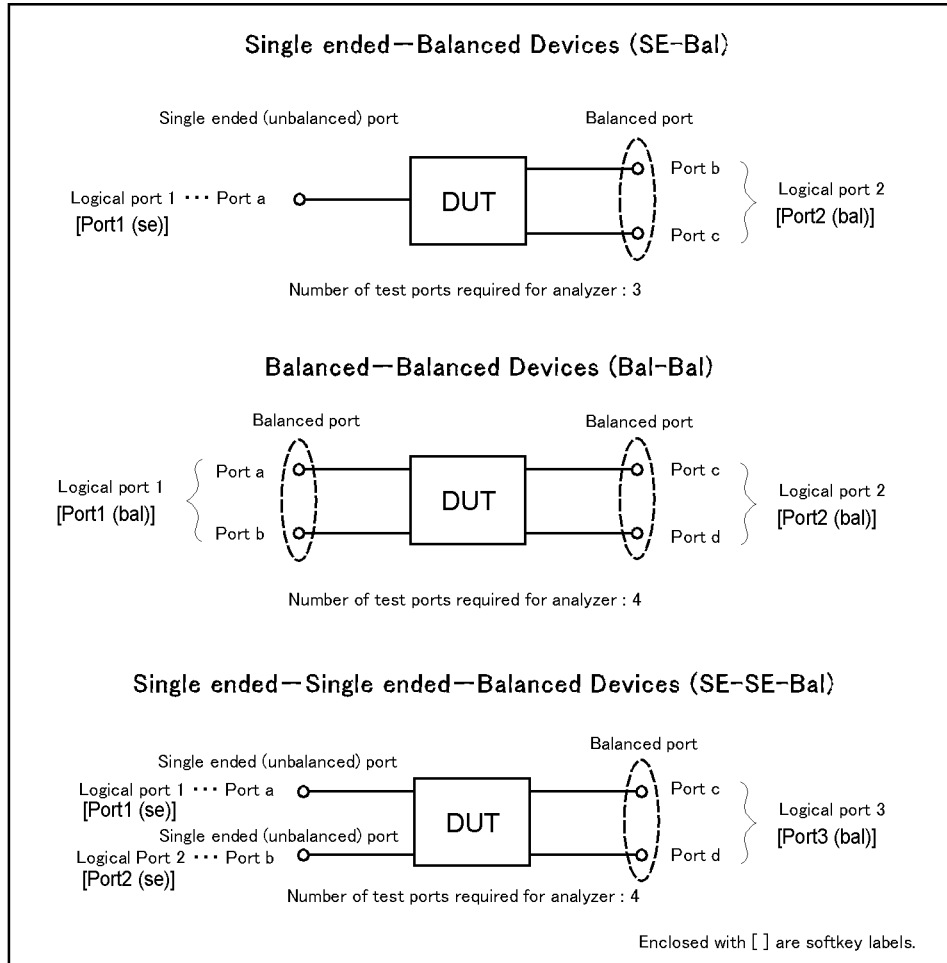 Single ended—Balanced Devices (SE-Bal)
Single ended (unbalanced) port
Balanced port
Logical port 1 ··· Port a
[Port1 (se)]
DUT
Port b
Port c
Logical port 2
[Port2 (bal)]
Number of test ports required for analyzer : 3
Balanced—Balanced Devices (Bal-Bal)
Balanced port
Balanced port
Logical port 1
[Port1 (bal)]
Port a
Port b
DUT
Port c
Port d
Logical port 2
[Port2 (bal)]
Number of test ports required for analyzer : 4
Single ended—Single ended—Balanced Devices (SE-SE-Bal)
Balanced port
Single ended (unbalanced) port
Logical port 1 ··· Port a
[Port1 (se)]
Single ended (unbalanced) port
Logical Port 2 ··· Port b
[Port2 (se)]
DUT
Port c
Port d
Logical port 3
[Port3 (bal)]
Number of test ports required for analyzer : 4
Enclosed with [ ] are softkey labels.